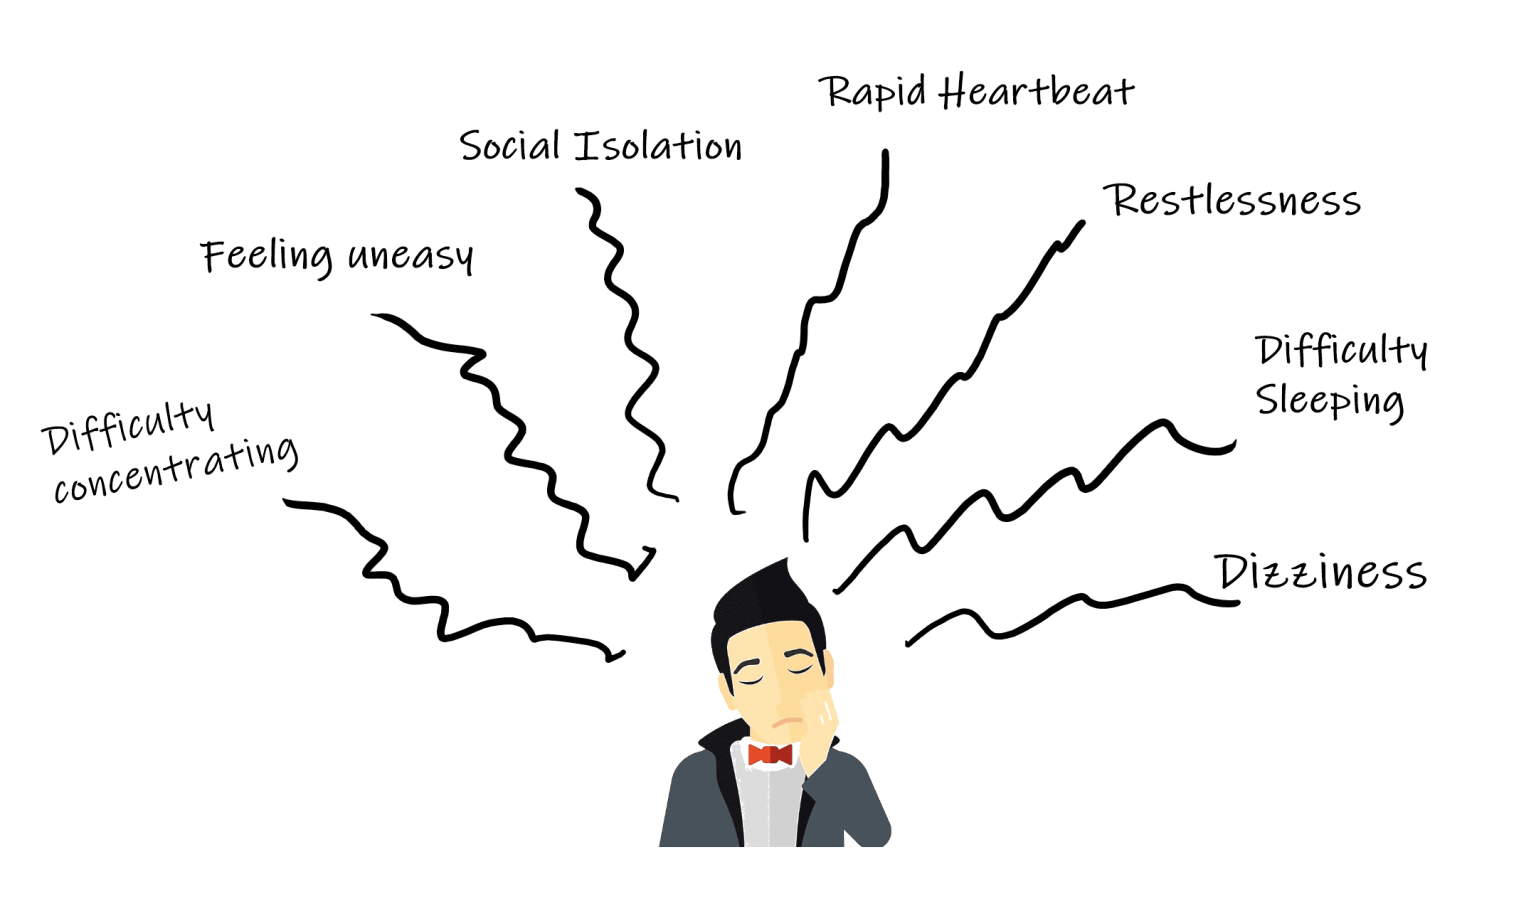 Rapid Heartbeat
Social Isolation
Restlessness
Feeling uneasy
Difficulty
Sleeping
Difficulty
concentrating
Dizziness